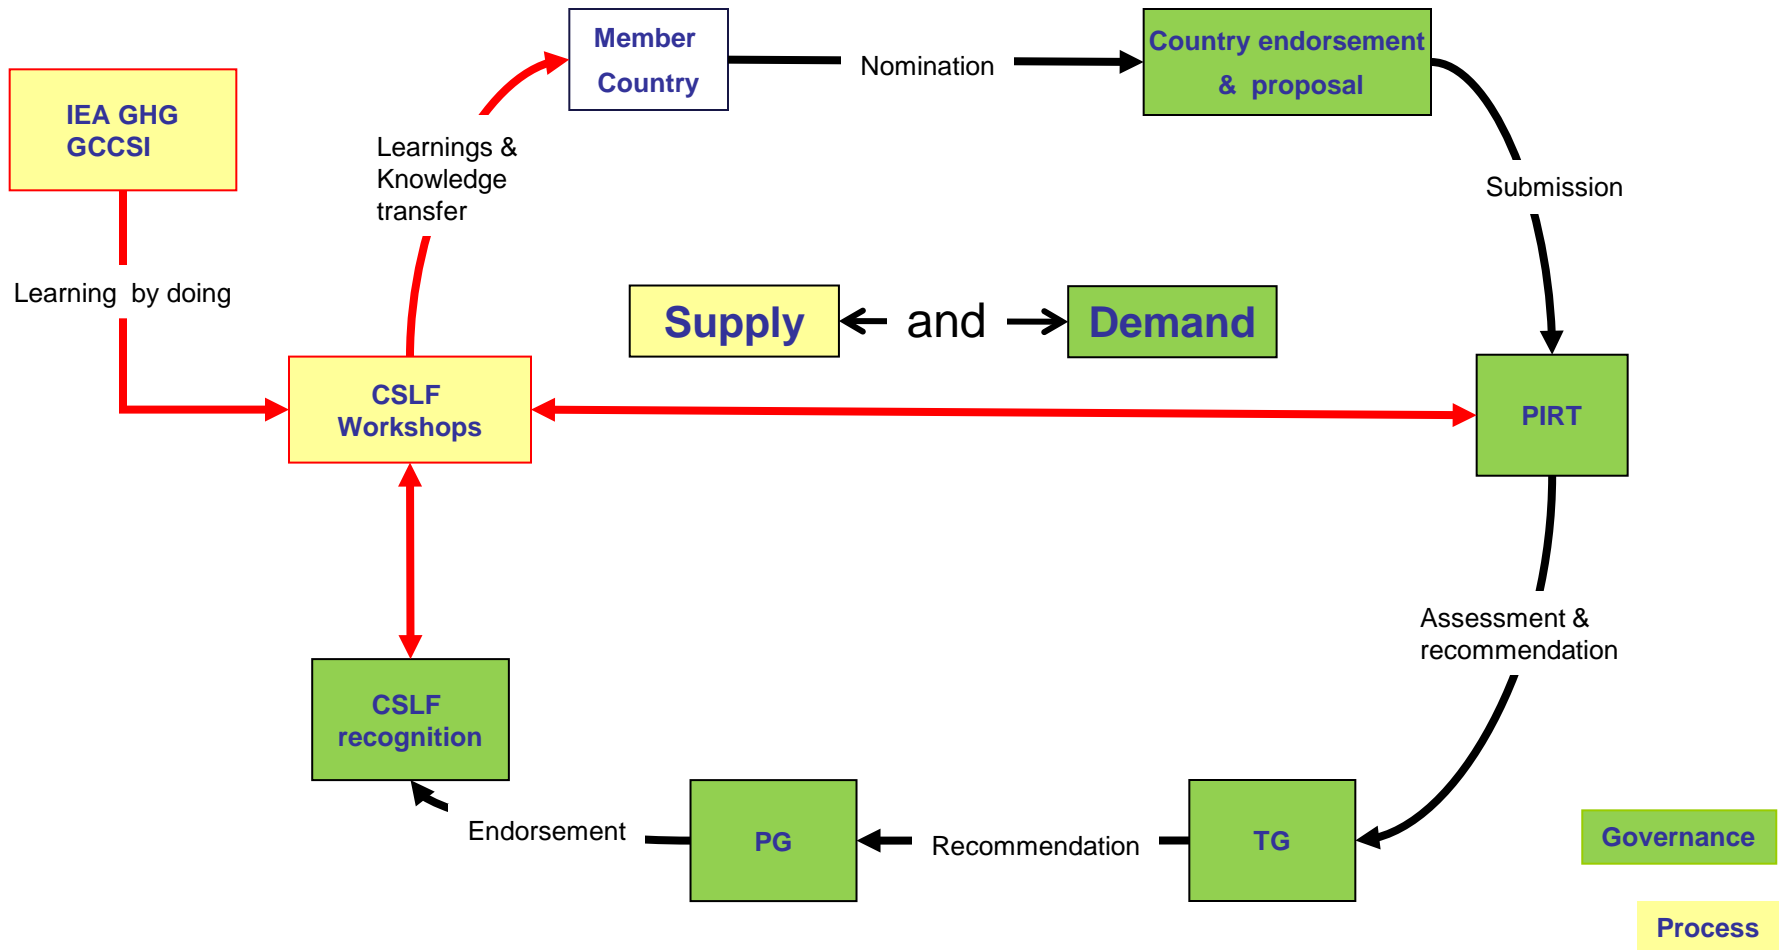 Member
Country
Nomination
Country endorsement
& proposal
IEA GHG
GCCSI
Learnings &
Knowledge
transfer
Submission
Learning by doing
Supply and Demand
CSLF
Workshops
PIRT
Assessment &
recommendation
CSLF
recognition
Endorsement
PG
Recommendation
TG
Governance
Process